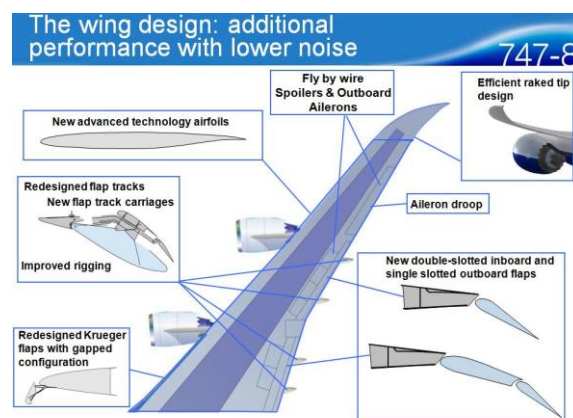 The wing design: additional
performance with lower noise
747-8
Fly by wire
Spoilers & Outboard
Ailerons
Efficient raked tip
design
New advanced technology airfoils
Redesigned flap tracks
New flap track carriages
Aileron droop
Improved rigging
New double-slotted inboard and
single slotted outboard flaps
Redesigned Krueger
flaps with gapped
configuration